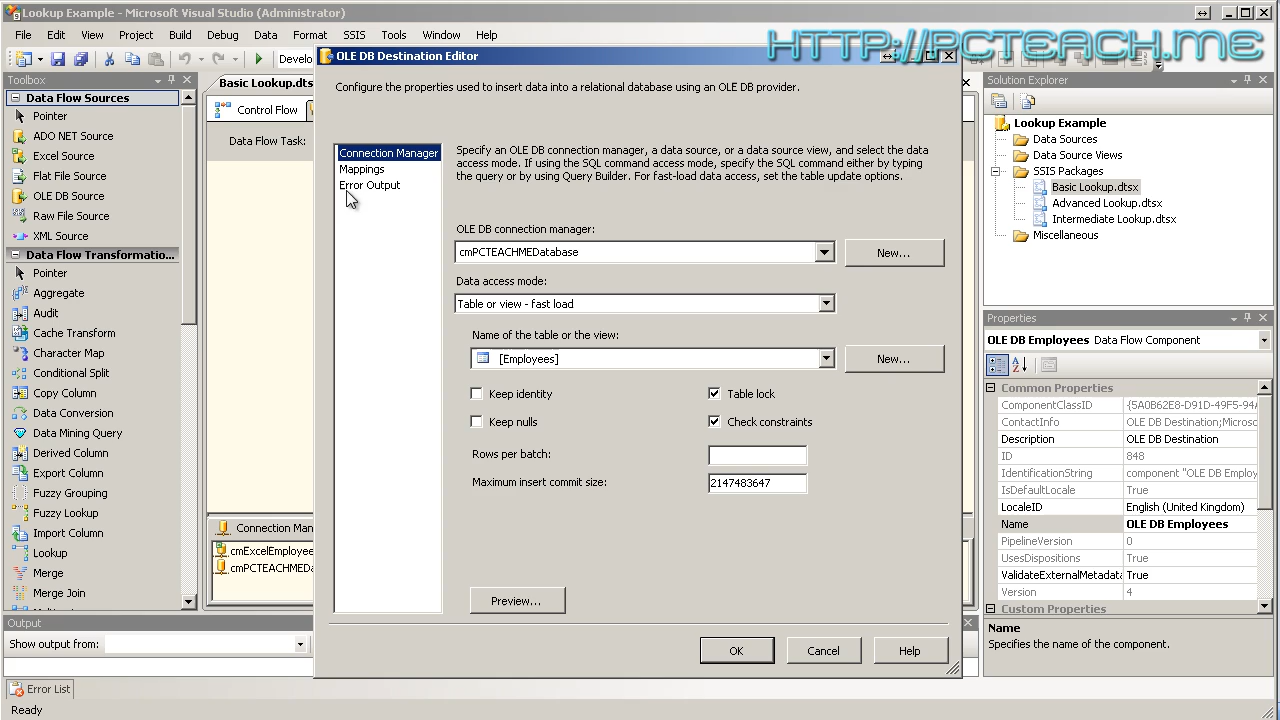 Lookup Example - Microsoft Visual Studio (Administrator)
HTTP://PCTEACH.ME
File Edit View Project Build Debug Data Format SSIS Tools Window Help
Develo
Toolbox
Data Flow Sources
Pointer
ADO NET Source
Excel Source
Flat File Source
OLE DB Source
Raw File Source
XML Source
Data Flow Transformatio...
Pointer
Aggregate
Audit
Cache Transform
Character Map
Conditional Split
Copy Column
Data Conversion
Data Mining Query
Derived Column
Export Column
Fuzzy Grouping
Fuzzy Lookup
Import Column
Lookup
Merge
Merge Join
Basic Lookup.dts
Control Flow
Data Flow Task:
Connection Man
cmExcelEmployee
cmPCTEACHMEDa
OLE DB Destination Editor
Configure the properties used to insert data into a relational database using an OLE DB provider.
Connection Manager
Mappings
Error Output
Specify an OLE DB connection manager, a data source, or a data source view, and select the data
access mode. If using the SQL command access mode, specify the SQL command either by typing
the query or by using Query Builder. For fast-load data access, set the table update options.
OLE DB connection manager:
cmPCTEACHMEDatabase
New...
Data access mode:
Table or view - fast load
Name of the table or the view:
[Employees]
New...
Keep identity
Table lock
Keep nulls
Check constraints
Rows per batch:
Maximum insert commit size:
2147483647
Preview...
OK
Cancel
Help
Solution Explorer
Lookup Example
Data Sources
Data Source Views
SSIS Packages
Basic Lookup.dtsx
Advanced Lookup.dtsx
Intermediate Lookup.dtsx
Miscellaneous
Properties
OLE DB Employees Data Flow Component
Common Properties
ComponentClassID {5A0B62E8-D91D-49F5-94A
ContactInfo OLE DB Destination;Microso
Description OLE DB Destination
ID 848
IdentificationString component "OLE DB Employ
IsDefaultLocale True
LocaleID English (United Kingdom)
Name OLE DB Employees
PipelineVersion 0
UsesDispositions True
ValidateExternalMetadata True
Version 4
Custom Properties
Name
Specifies the name of the component.
Output
Show output from:
Error List
Ready